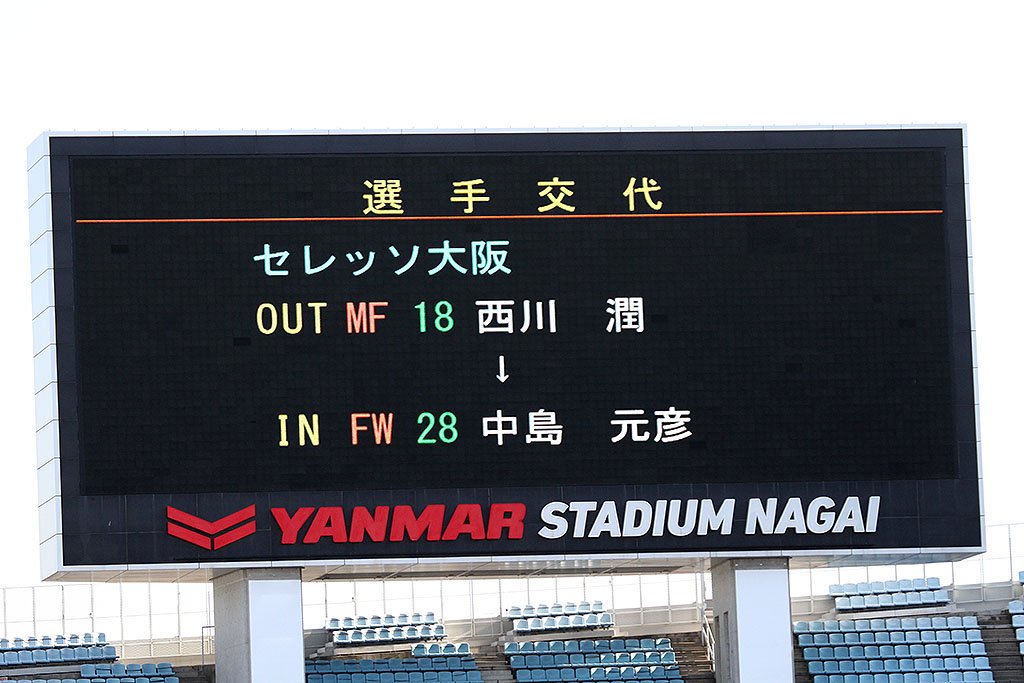 選手交代
セレッソ大阪
OUT MF 18 西川 潤
↓
IN FW 28 中島 元彦
YANMAR STADIUM NAGAI